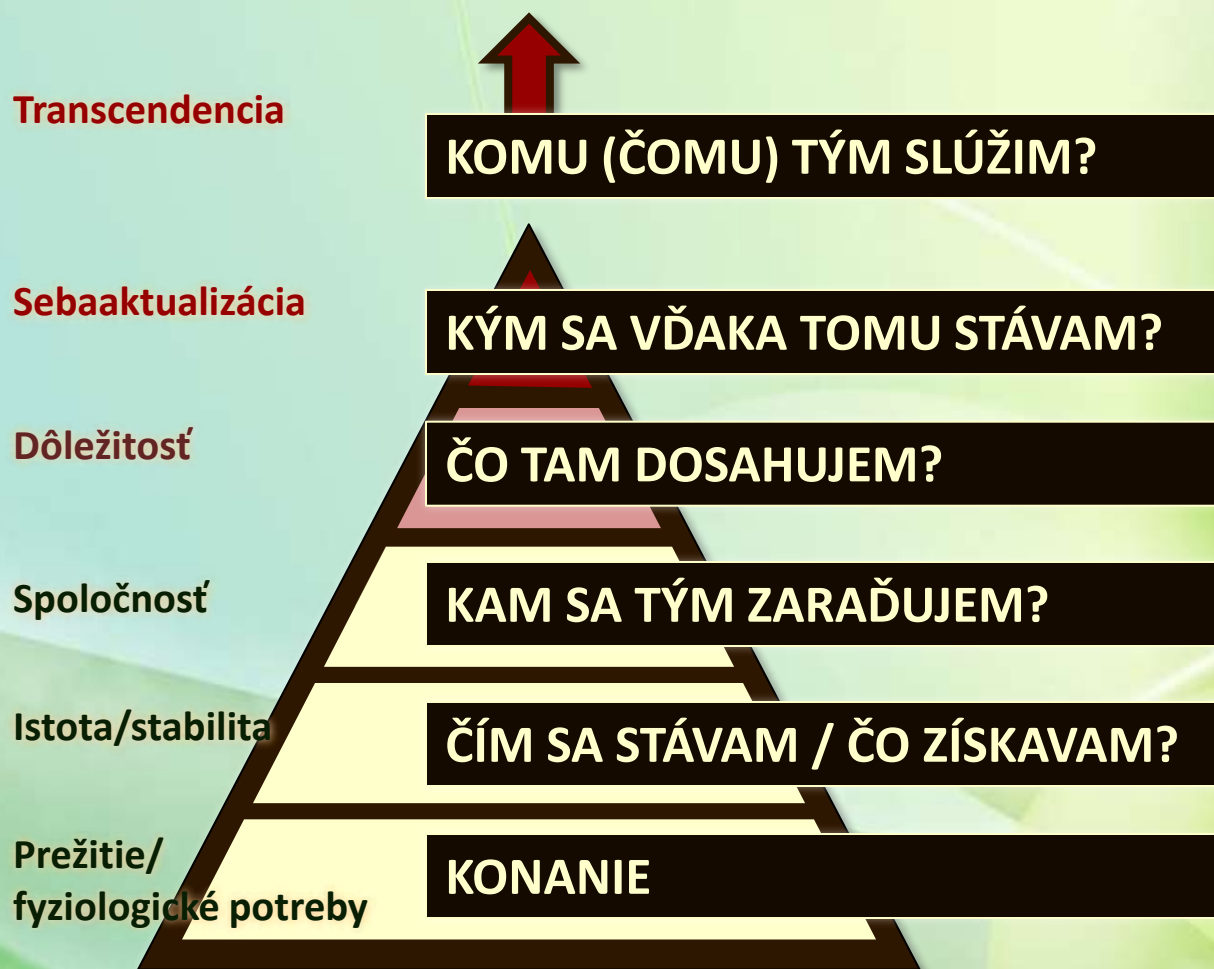 Transcendencia
KOMU (ČOMU) TÝM SLÚŽIM?
Sebaaktualizácia
KÝM SA VĎAKA TOMU STÁVAM?
Dôležitosť
ČO TAM DOSAHUJEM?
Spoločnosť
KAM SA TÝM ZARAĎUJEM?
Istota/stabilita
ČÍM SA STÁVAM / ČO ZÍSKAVAM?
Prežitie/
fyziologické potreby
KONANIE